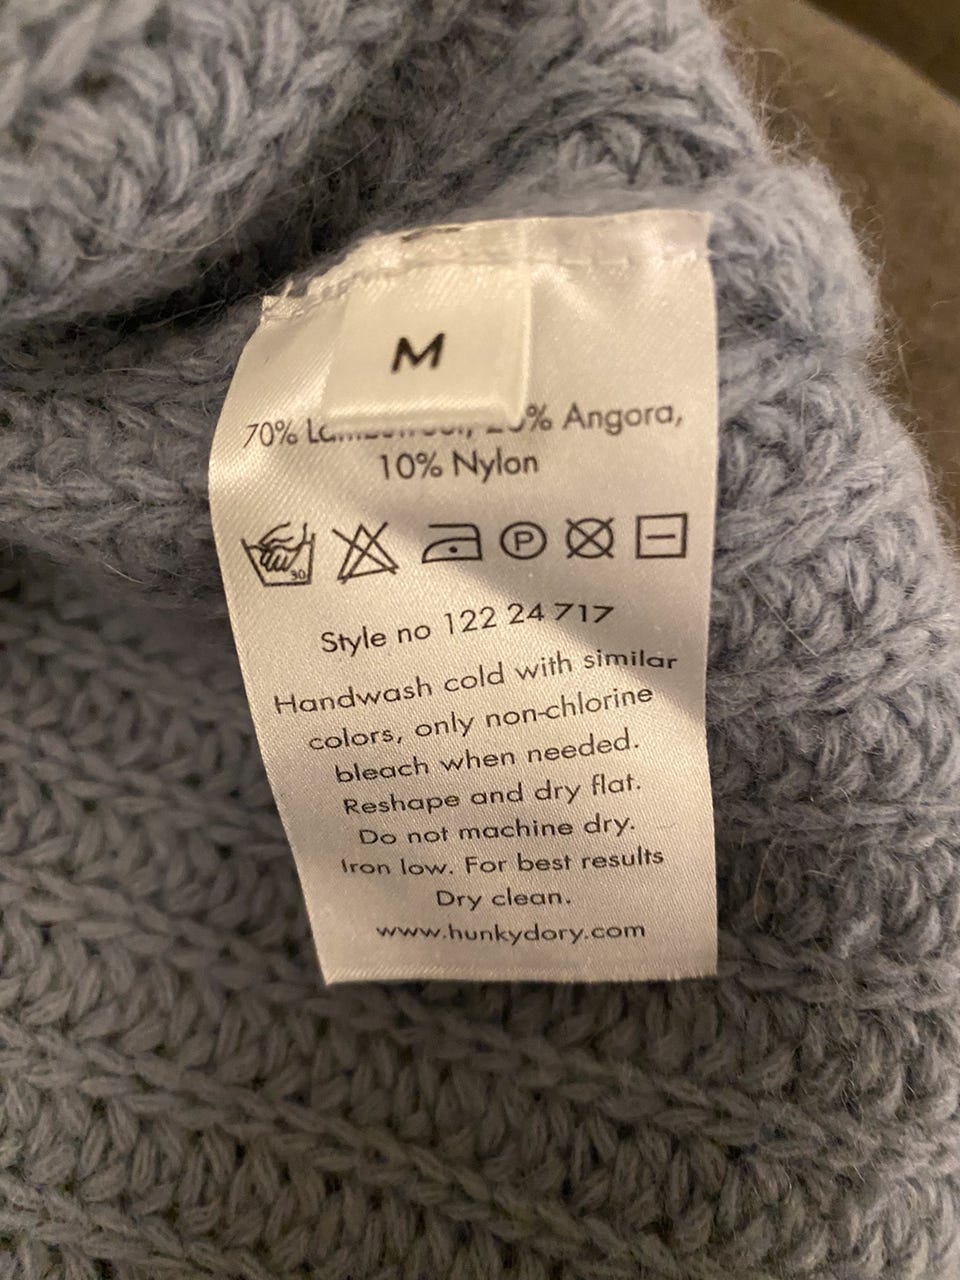 M
70% % Angora,
10% Nylon
30
P
Style no 122 24 717
Handwash cold with similar
colors, only non-chlorine
bleach when needed.
Reshape and dry flat.
Do not machine dry.
Iron low. For best results
Dry clean.
www.hunkydory.com